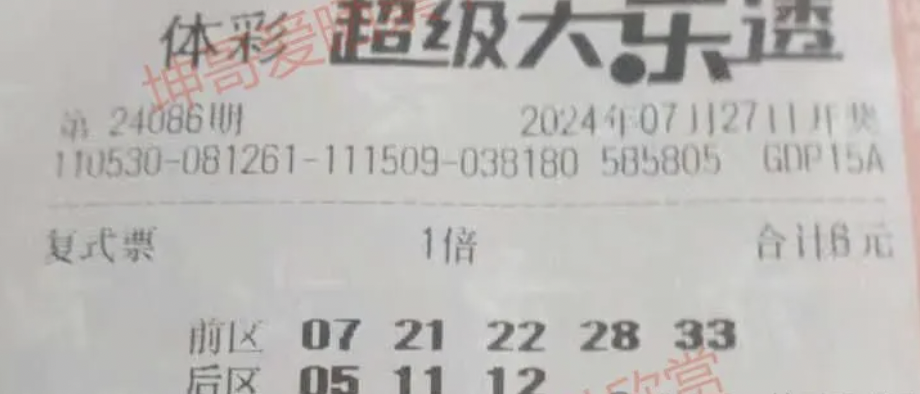 体彩 超级大乐透
坤哥爱晒票
第 24086期 2024年07月27日开奖
110530-081261-111509-038180 585805 GDP15A
复式票 1倍 合计6元
前区 07 21 22 28 33
后区 05 11 12
欣赏